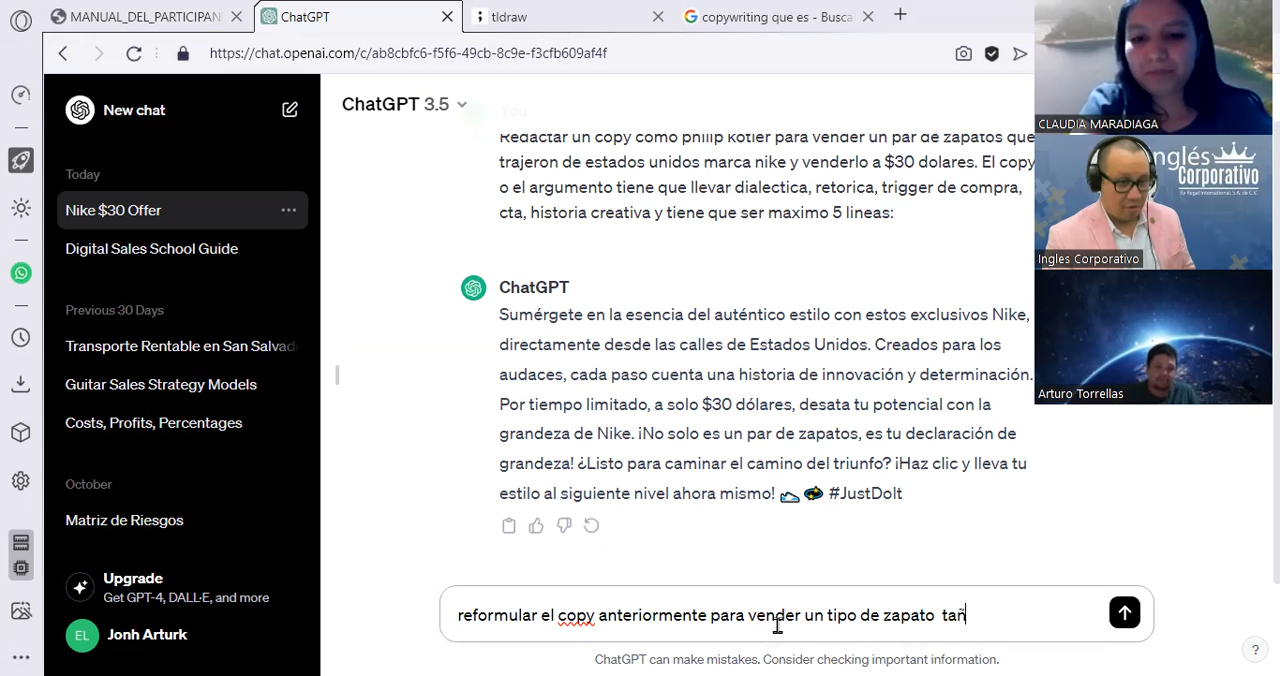 MANUAL_DEL_PARTICIPAN
ChatGPT
tldraw
copywriting que es - Busca
https://chat.openai.com/c/ab8cbfc6-f5f6-49cb-8c9e-f3cfb609af4f
New chat
Today
Nike $30 Offer
Digital Sales School Guide
Previous 30 Days
Transporte Rentable en San Salvad
Guitar Sales Strategy Models
Costs, Profits, Percentages
October
Matriz de Riesgos
Upgrade
Get GPT-4, DALL·E, and more
EL
Jonh Arturk
ChatGPT 3.5
You
Redactar un copy como philip kotler para vender un par de zapatos que
trajeron de estados unidos marca nike y venderlo a $30 dolares. El copy
o el argumento tiene que llevar dialectica, retorica, trigger de compra,
cta, historia creativa y tiene que ser maximo 5 lineas:
ChatGPT
Sumérgete en la esencia del auténtico estilo con estos exclusivos Nike,
directamente desde las calles de Estados Unidos. Creados para los
audaces, cada paso cuenta una historia de innovación y determinación.
Por tiempo limitado, a solo $30 dólares, desata tu potencial con la
grandeza de Nike. ¡No solo es un par de zapatos, es tu declaración de
grandeza! ¿Listo para caminar el camino del triunfo? ¡Haz clic y lleva tu
estilo al siguiente nivel ahora mismo! 👟💫 #JustDoIt
reformular el copy anteriormente para vender un tipo de zapato  tañ
ChatGPT can make mistakes. Consider checking important information.
?
CLAUDIA MARADIAGA
nglés
Corporativo
Ingles Corporativo
Arturo Torrellas